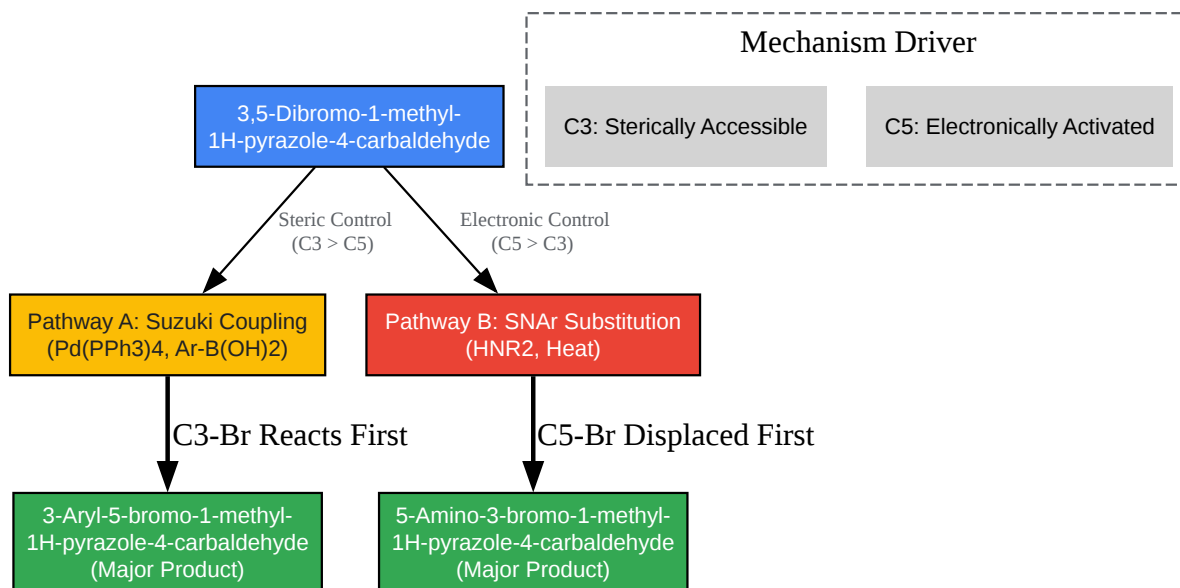 Mechanism Driver
C3: Sterically Accessible
C5: Electronically Activated
3,5-Dibromo-1-methyl-
1H-pyrazole-4-carbaldehyde
Steric Control
(C3 > C5)
Electronic Control
(C5 > C3)
Pathway A: Suzuki Coupling
(Pd(PPh3)4, Ar-B(OH)2)
Pathway B: SNAr Substitution
(HNR2, Heat)
C3-Br Reacts First
C5-Br Displaced First
3-Aryl-5-bromo-1-methyl-
1H-pyrazole-4-carbaldehyde
(Major Product)
5-Amino-3-bromo-1-methyl-
1H-pyrazole-4-carbaldehyde
(Major Product)